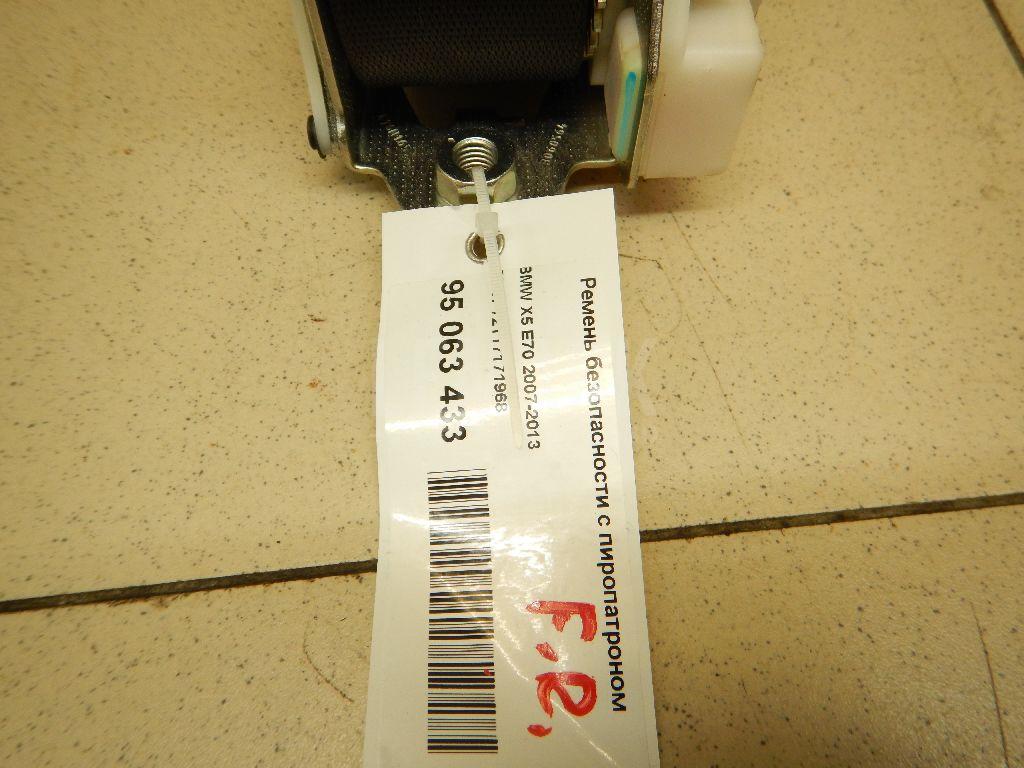 Ремень безопасности с пиропатроном
BMW X5 E70 2007-2013
95 063 433
F.R.